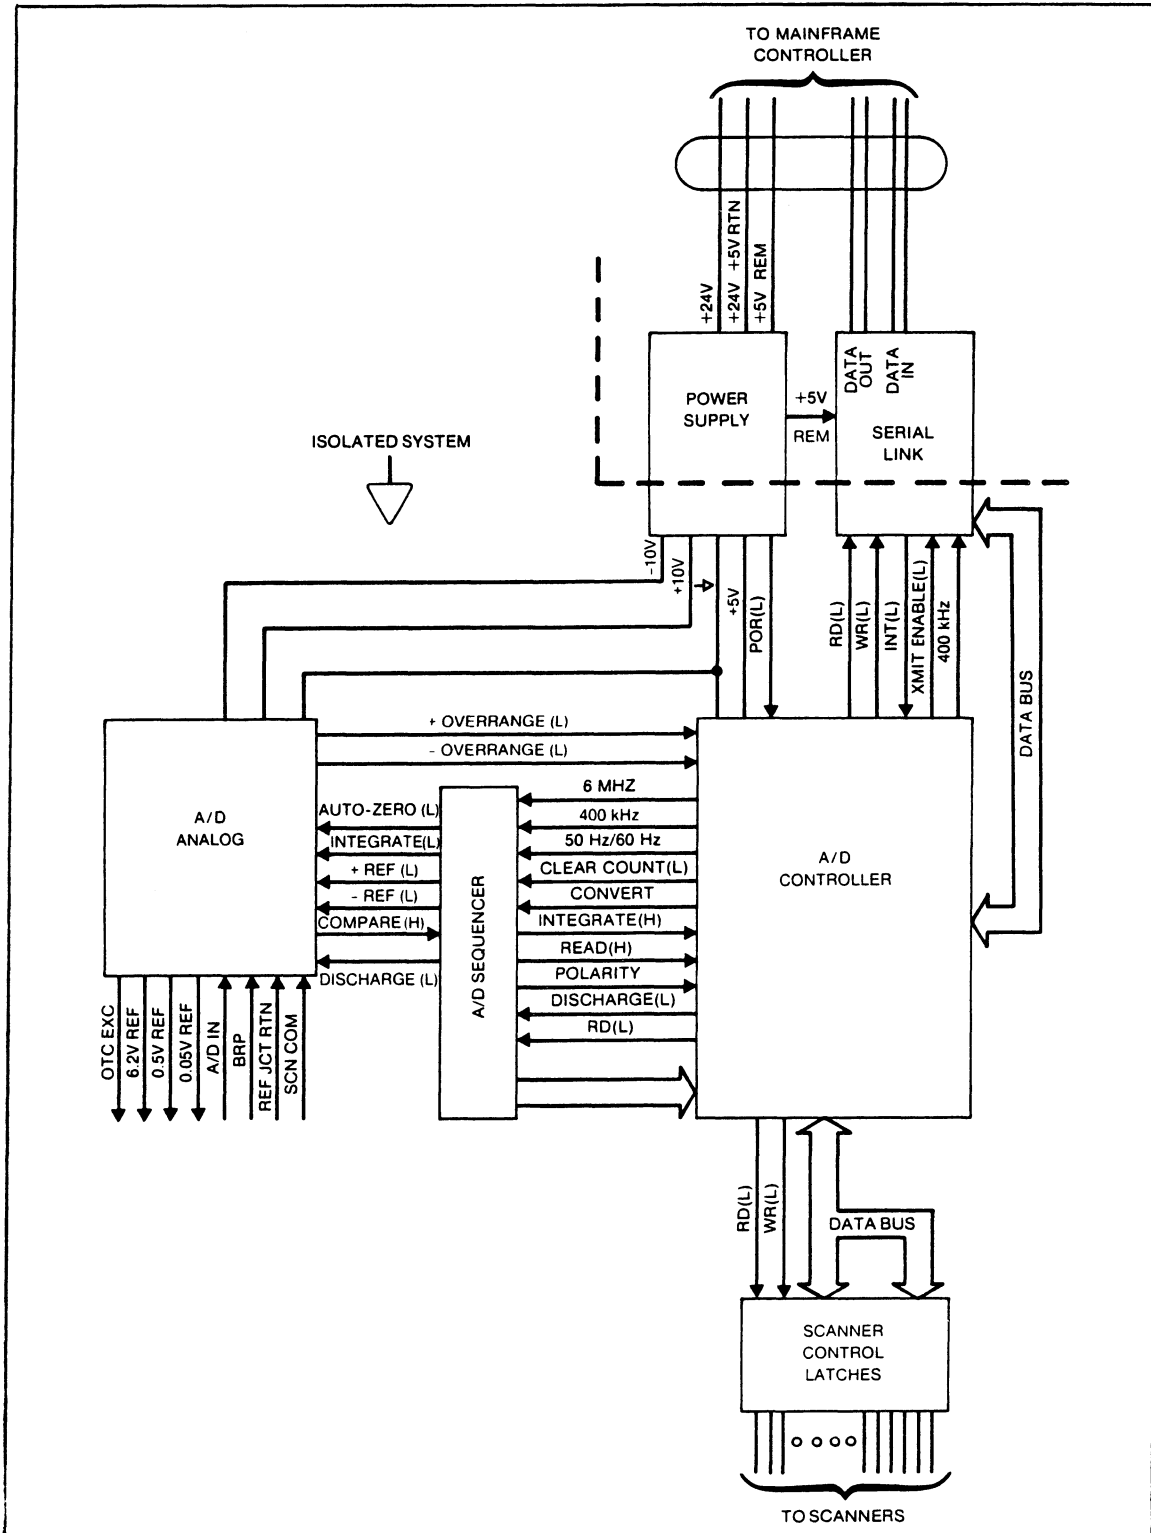 TO MAINFRAME
CONTROLLER
+24V
+24V +5V RTN
+5V REM
DATA
OUT
DATA
IN
POWER
SUPPLY
+5V
REM
SERIAL
LINK
ISOLATED SYSTEM
-10V
+10V
+5V
POR(L)
RD(L)
WR(L)
INT(L)
XMIT ENABLE(L)
400 kHz
DATA BUS
+ OVERRANGE (L)
- OVERRANGE (L)
A/D
ANALOG
AUTO-ZERO (L)
INTEGRATE(L)
+ REF (L)
- REF (L)
COMPARE(H)
DISCHARGE (L)
A/D SEQUENCER
6 MHZ
400 kHz
50 Hz/60 Hz
CLEAR COUNT(L)
CONVERT
INTEGRATE(H)
READ(H)
POLARITY
DISCHARGE(L)
RD(L)
A/D
CONTROLLER
OTC EXC
6.2V REF
0.5V REF
0.05V REF
A/D IN
BRP
REF JCT RTN
SCN COM
RD(L)
WR(L)
DATA BUS
SCANNER
CONTROL
LATCHES
TO SCANNERS